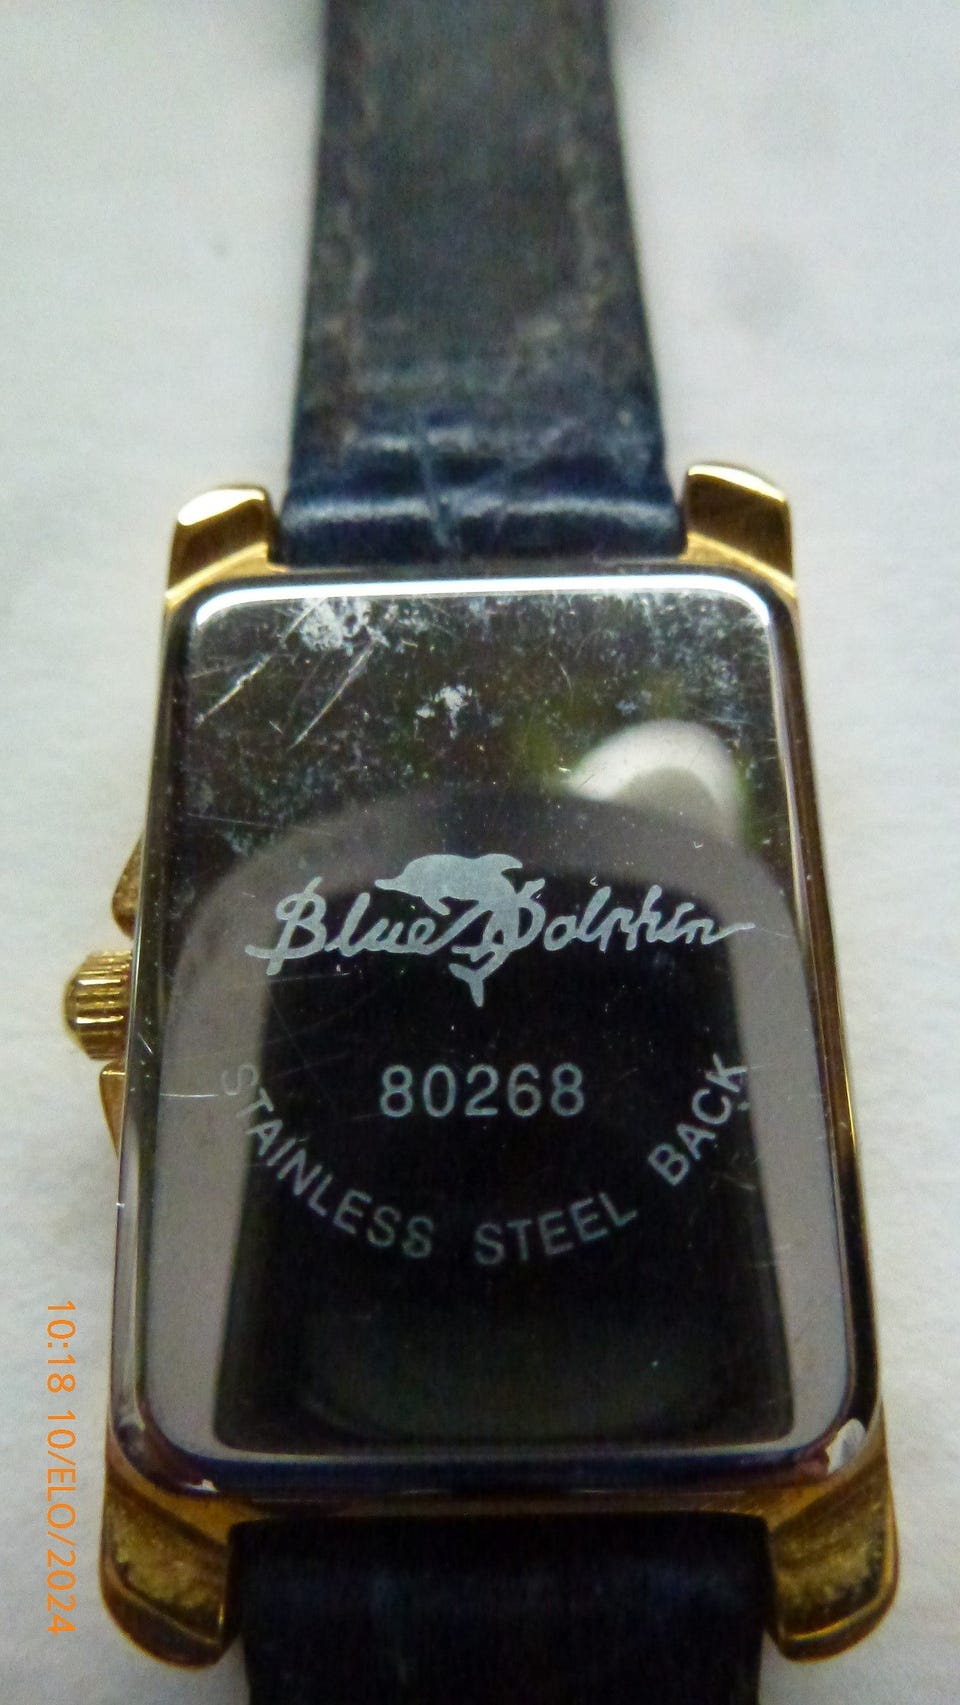 Blue Dolphin
80268
STAINLESS STEEL BACK
10:18 10/ELO/2024